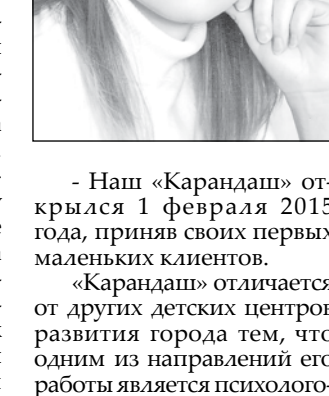 - Наш «Карандаш» от-
крылся 1 февраля 2015
года, приняв своих первых
маленьких клиентов.
«Карандаш» отличается
от других детских центров
развития города тем, что
одним из направлений его
работы является психолого-